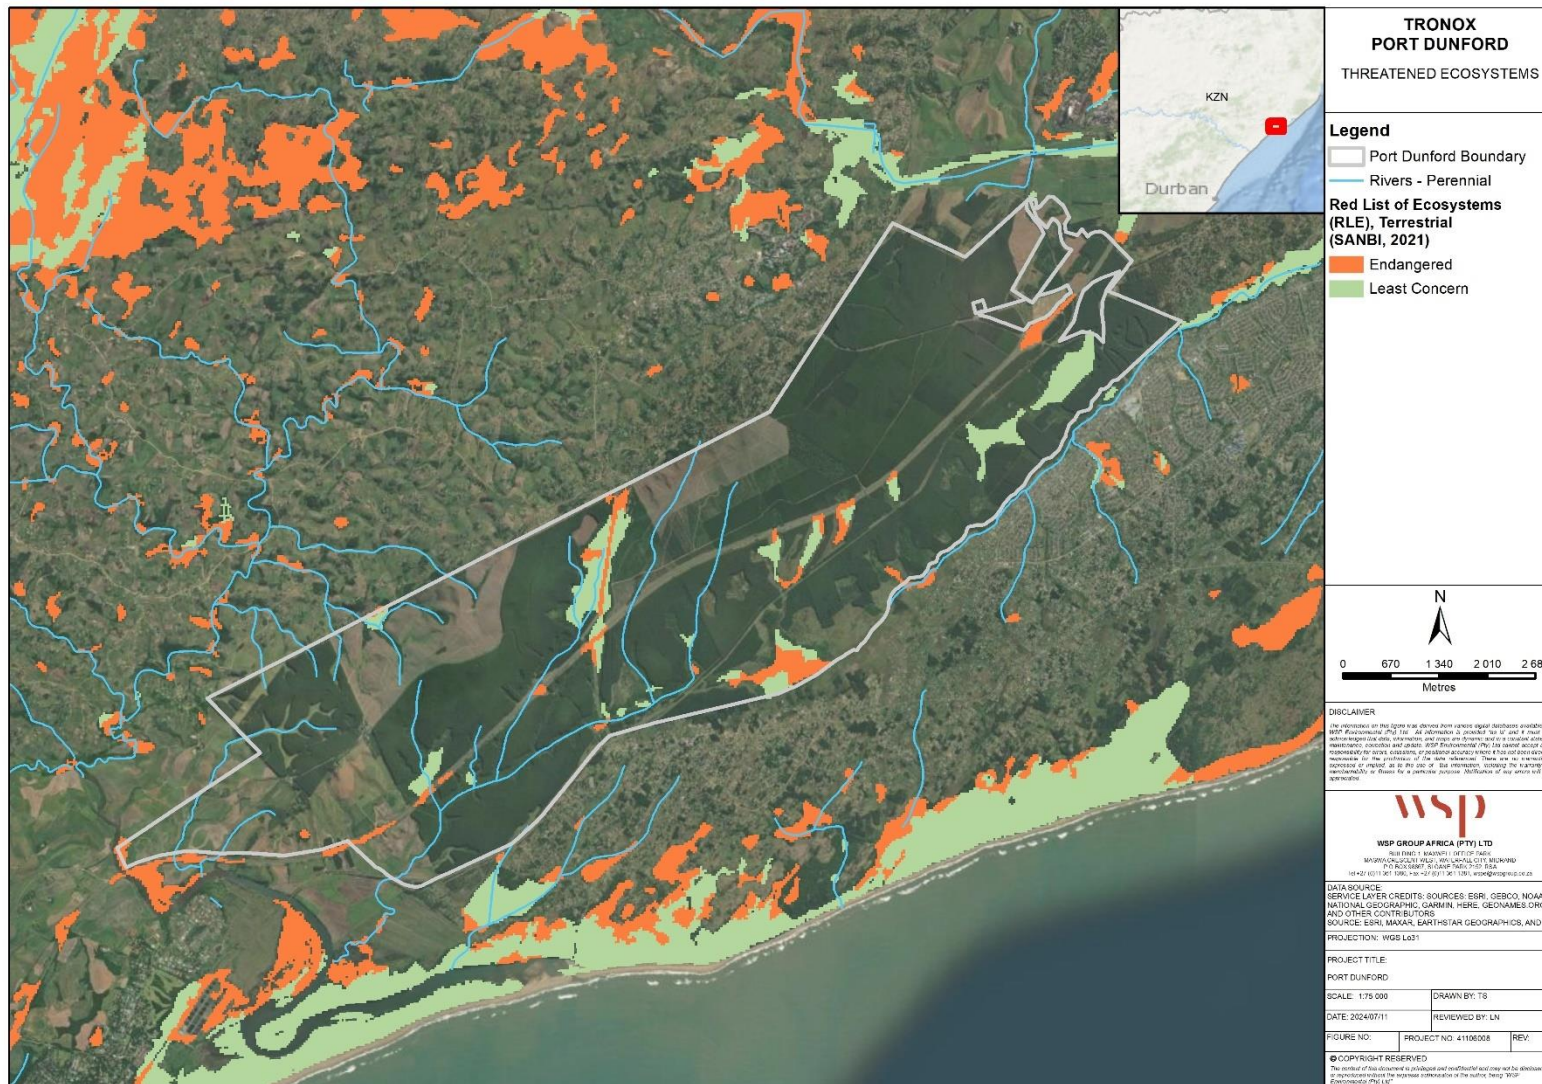 KZN
Durban
TRONOX
PORT DUNFORD
THREATENED ECOSYSTEMS
Legend
Port Dunford Boundary
Rivers - Perennial
Red List of Ecosystems
(RLE), Terrestrial
(SANBI, 2021)
Endangered
Least Concern
N
0 670 1 340 2 010 2 68
Metres
DISCLAIMER
wsp
WSP GROUP AFRICA (PTY) LTD
DATA SOURCE:
SERVICE LAYER CREDITS: SOURCES: ESRI, GEBCO, NOAA
NATIONAL GEOGRAPHIC, GARMIN, HERE, GEONAMES.ORG
AND OTHER CONTRIBUTORS
SOURCE: ESRI, MAXAR, EARTHSTAR GEOGRAPHICS, AND
PROJECTION: WGS Lo31
PROJECT TITLE:
PORT DUNFORD
SCALE: 1:75 000
DRAWN BY: TS
DATE: 2024/07/11
REVIEWED BY: LN
FIGURE NO:
PROJECT NO: 41106008
REV:
© COPYRIGHT RESERVED